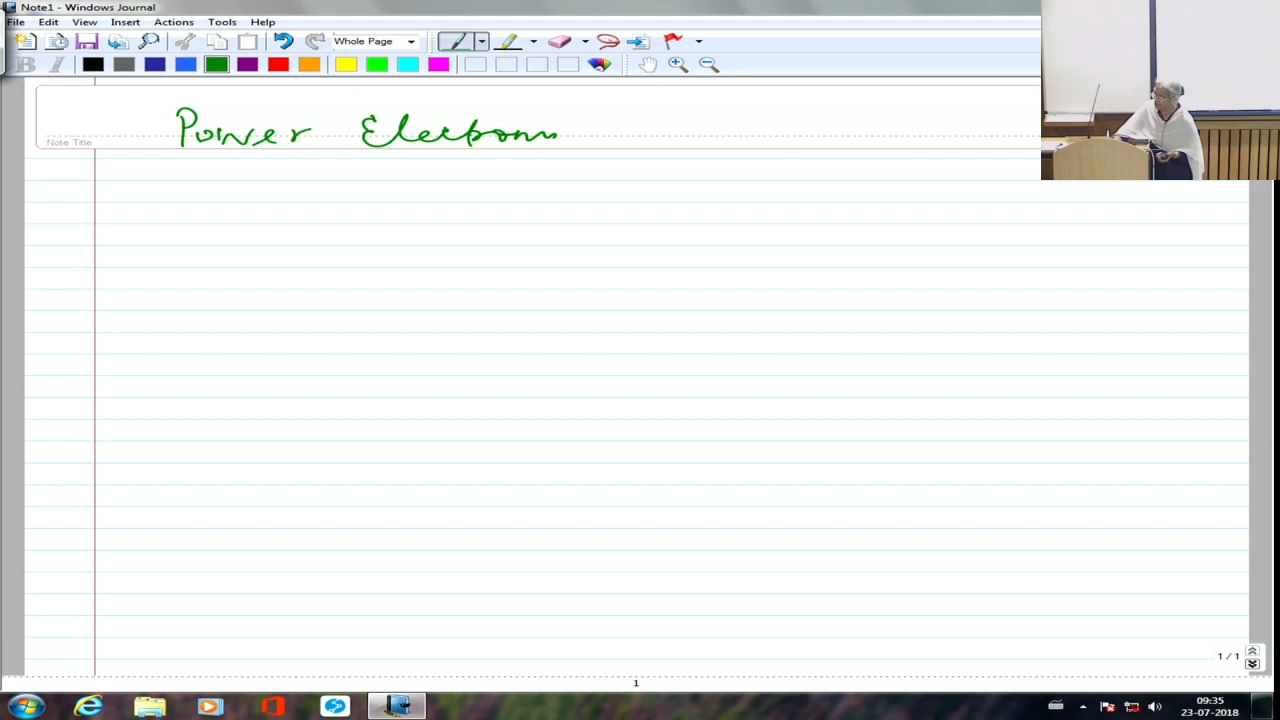 Note1 - Windows Journal
File Edit View Insert Actions Tools Help
Whole Page
B I
Power Electronı
Note Title
1 / 1
1
09:35
23-07-2018